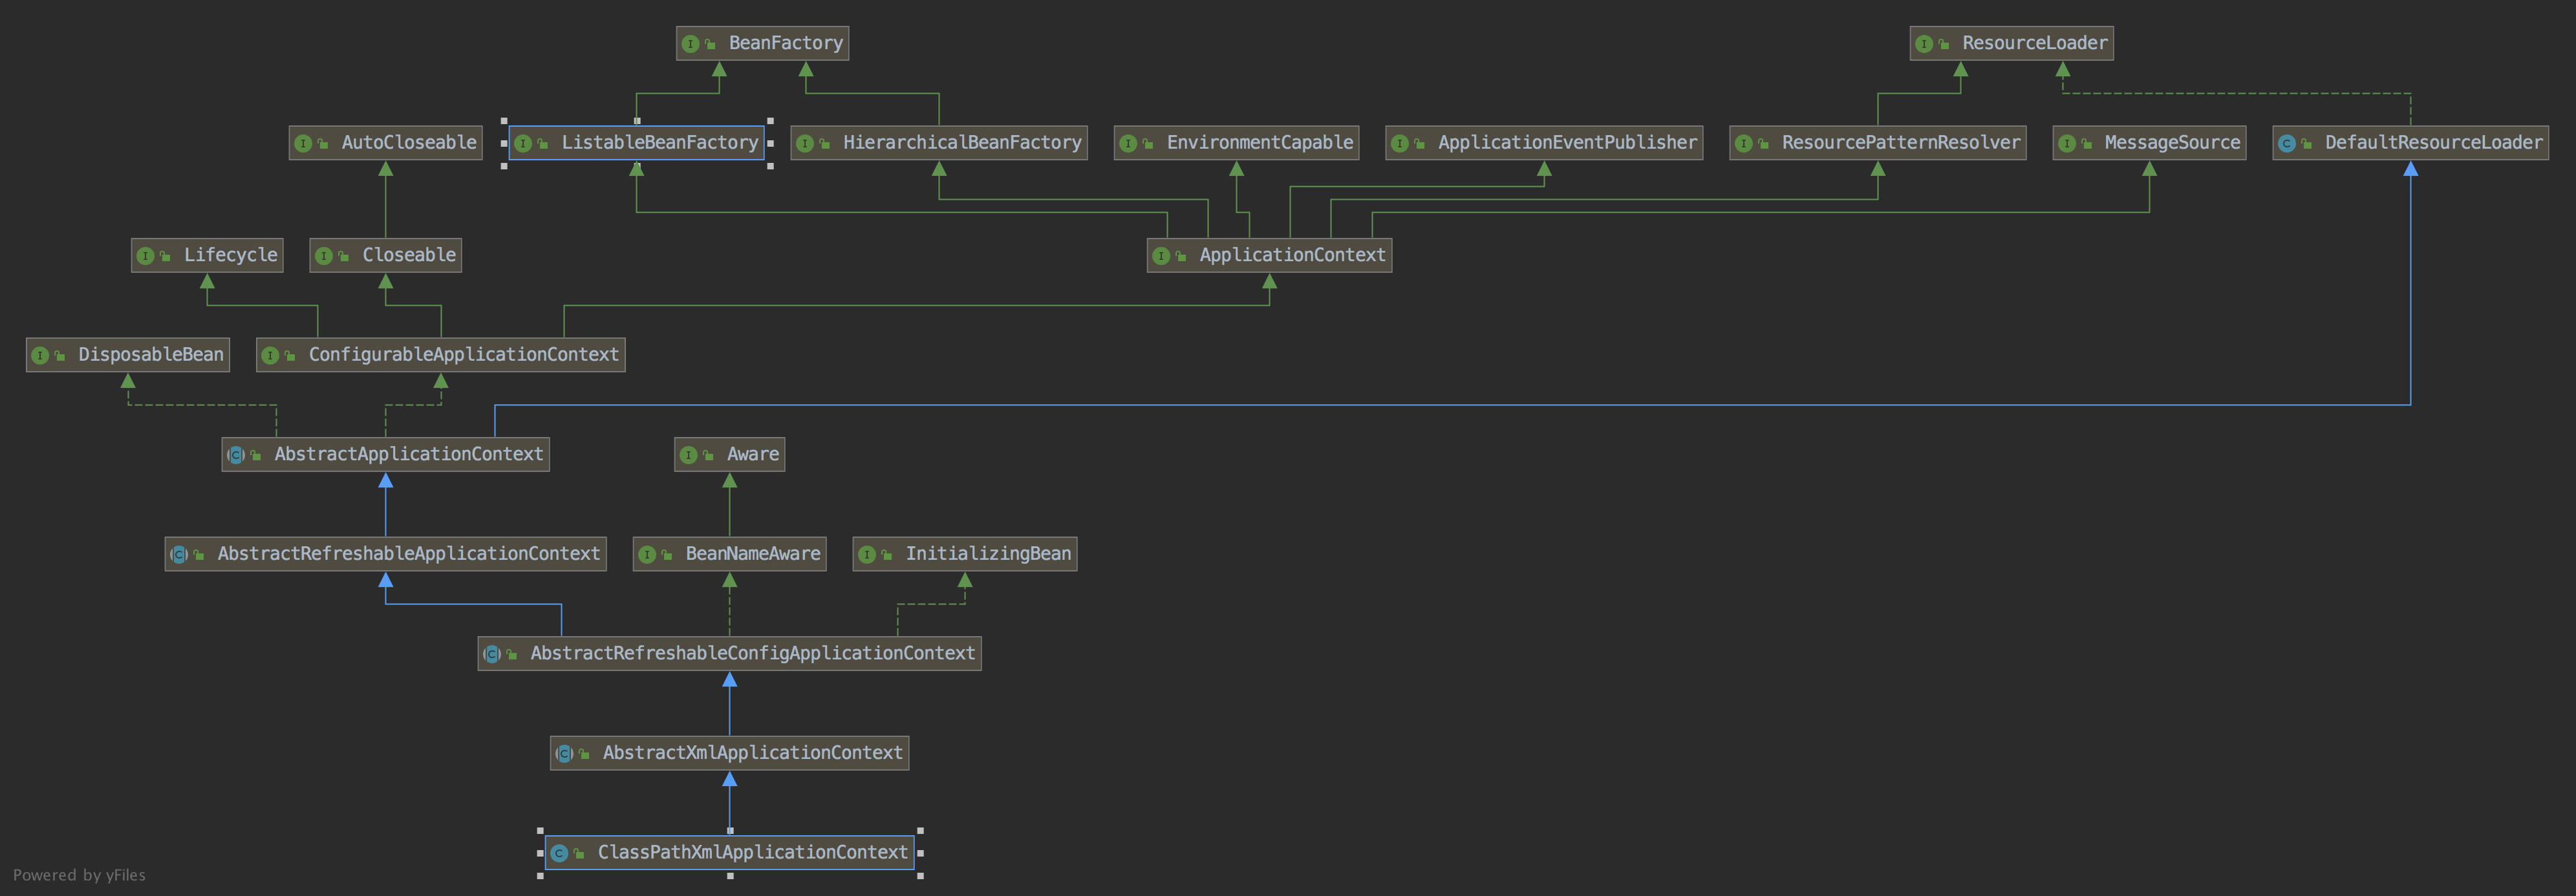 BeanFactory
ResourceLoader
AutoCloseable
ListableBeanFactory
HierarchicalBeanFactory
EnvironmentCapable
ApplicationEventPublisher
ResourcePatternResolver
MessageSource
DefaultResourceLoader
Lifecycle
Closeable
ApplicationContext
DisposableBean
ConfigurableApplicationContext
AbstractApplicationContext
Aware
AbstractRefreshableApplicationContext
BeanNameAware
InitializingBean
AbstractRefreshableConfigApplicationContext
AbstractXmlApplicationContext
ClassPathXmlApplicationContext
Powered by yFiles